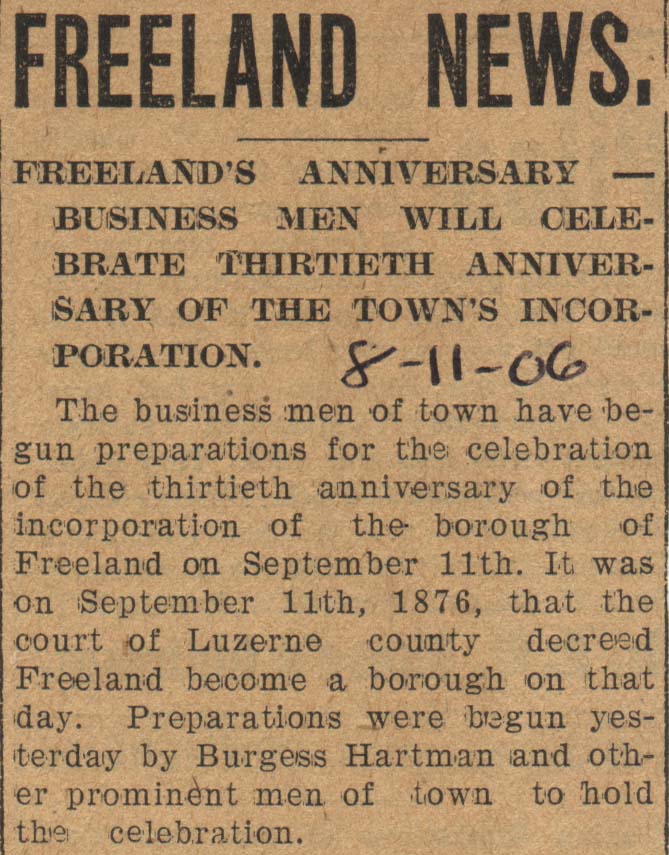 FREELAND NEWS.
FREELAND'S ANNIVERSARY —
BUSINESS MEN WILL CELE-
BRATE THIRTIETH ANNIVER-
SARY OF THE TOWN'S INCOR-
PORATION.
8-11-06
The business men of town have be-
gun preparations for the celebration
of the thirtieth anniversary of the
incorporation of the borough of
Freeland on September 11th. It was
on September 11th, 1876, that the
court of Luzerne county decreed
Freeland become a borough on that
day. Preparations were begun yes-
terday by Burgess Hartman and oth-
er prominent men of town to hold
the celebration.